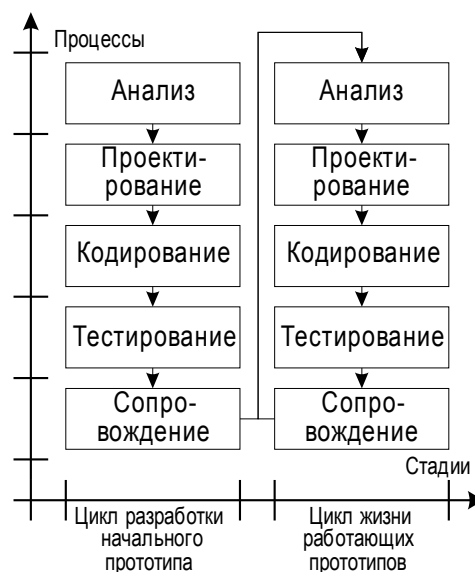 Процессы
Анализ
Проекти-
рование
Кодирование
Тестирование
Сопро-
вождение
Анализ
Проекти-
рование
Кодирование
Тестирование
Сопро-
вождение
Стадии
Цикл разработки
начального
прототипа
Цикл жизни
работающих
прототипов